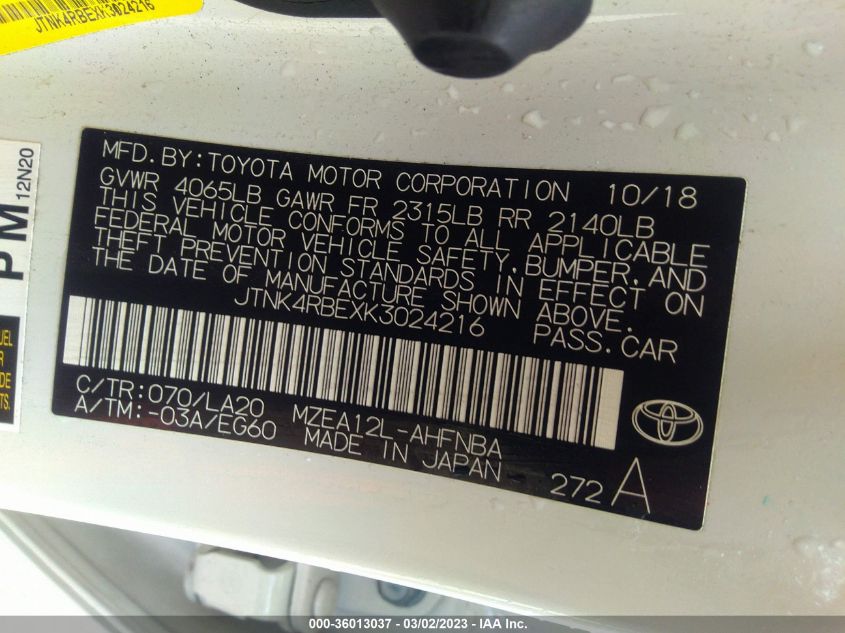 JTNK4RBEXK3024216
PM
12N20
MFD.BY:TOYOTA MOTOR CORPORATION 10/18
GVWR 4065LB GAWR FR 2315LB RR 2140LB
THIS VEHICLE CONFORMS TO ALL APPLICABLE
FEDERAL MOTOR VEHICLE SAFETY,BUMPER,AND
THEFT PREVENTION STANDARDS IN EFFECT ON
THE DATE OF MANUFACTURE SHOWN ABOVE.
JTNK4RBEXK3024216 PASS.CAR
C/TR:070/LA20 MZEA12L-AHFNBA
A/TM:-03A/EG60 MADE IN JAPAN
272 A
000-36013037 - 03/02/2023 - IAA Inc.